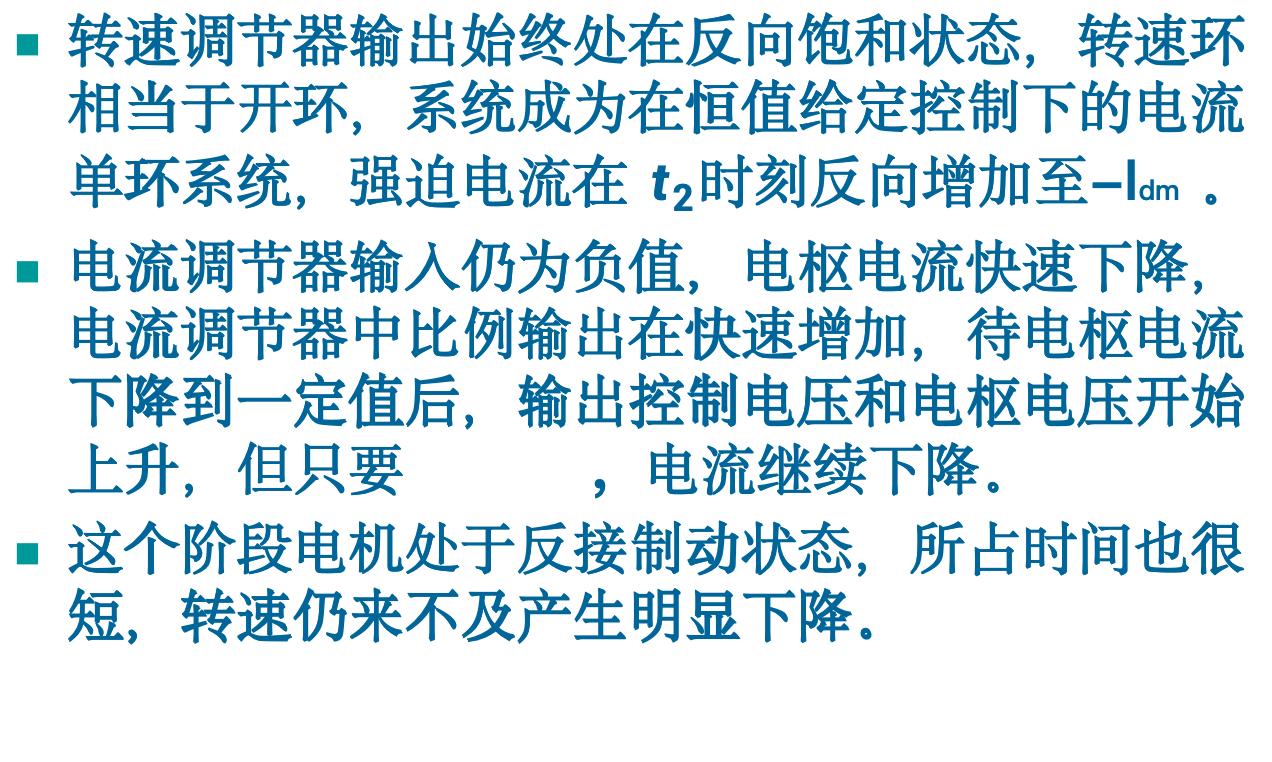 转速调节器输出始终处在反向饱和状态，转速环
相当于开环，系统成为在恒值给定控制下的电流
单环系统，强迫电流在 t2时刻反向增加至–Idm 。
电流调节器输入仍为负值，电枢电流快速下降，
电流调节器中比例输出在快速增加，待电枢电流
下降到一定值后，输出控制电压和电枢电压开始
上升，但只要 ，电流继续下降。
这个阶段电机处于反接制动状态，所占时间也很
短，转速仍来不及产生明显下降。